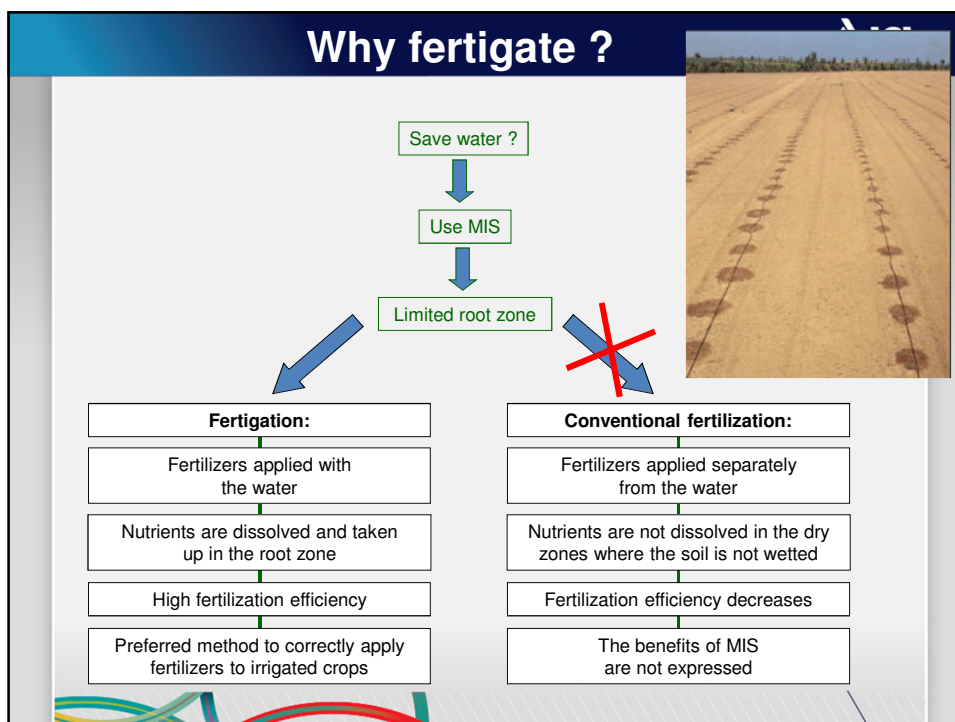 Why fertigate ?
Save water ?
Use MIS
Limited root zone
Fertigation:
Fertilizers applied with
the water
Nutrients are dissolved and taken
up in the root zone
High fertilization efficiency
Preferred method to correctly apply
fertilizers to irrigated crops
Conventional fertilization:
Fertilizers applied separately
from the water
Nutrients are not dissolved in the dry
zones where the soil is not wetted
Fertilization efficiency decreases
The benefits of MIS
are not expressed